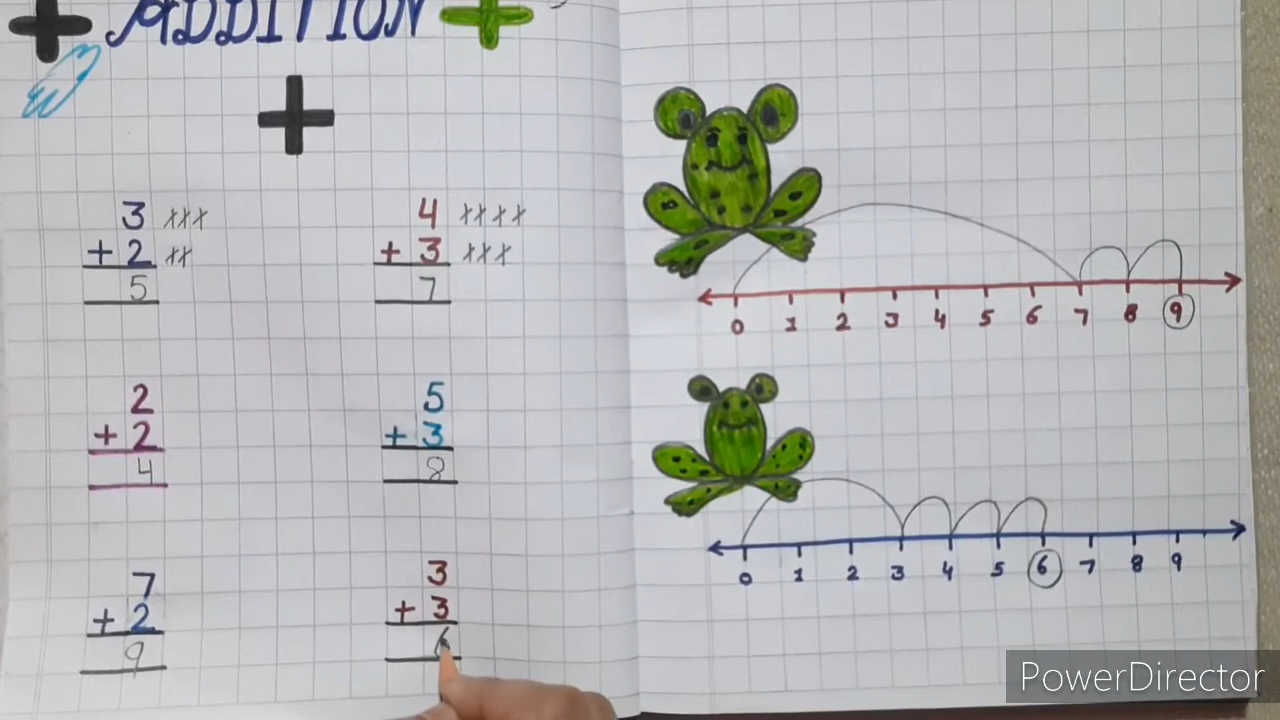 + ADDITION +
+
3 4
+ 2 + 3
5 7
2 5
+ 2 + 3
4 8
7 3
+ 2 + 3
9 6
0 1 2 3 4 5 6 7 8 9
0 1 2 3 4 5 6 7 8 9
PowerDirector